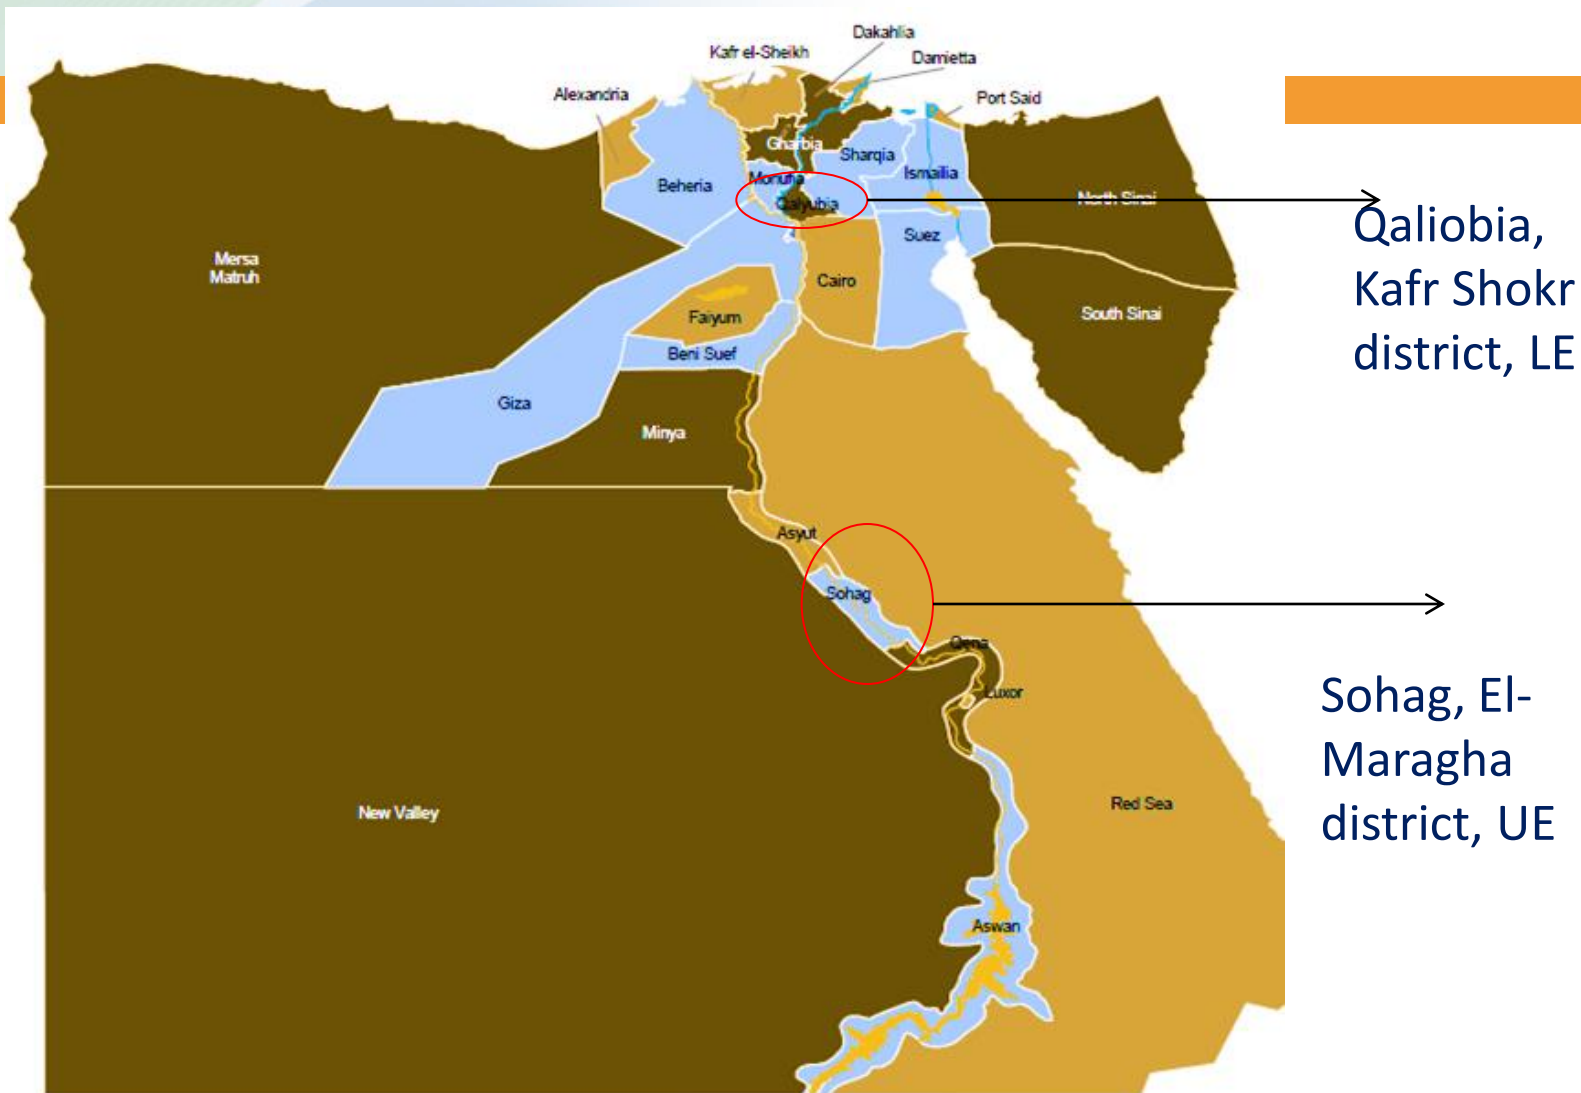 Dakahlia
Kafr el-Sheikh
Damietta
Alexandria
Port Said
Gharbia
Sharqia
Monufia
Ismailia
Beheria
Qalyubia
North Sinai
Suez
Mersa
Matruh
Cairo
Faiyum
South Sinai
Beni Suef
Giza
Minya
Asyut
Sohag
Qena
Luxor
Red Sea
New Valley
Aswan
Qaliobia,
Kafr Shokr
district, LE
Sohag, El-
Maragha
district, UE